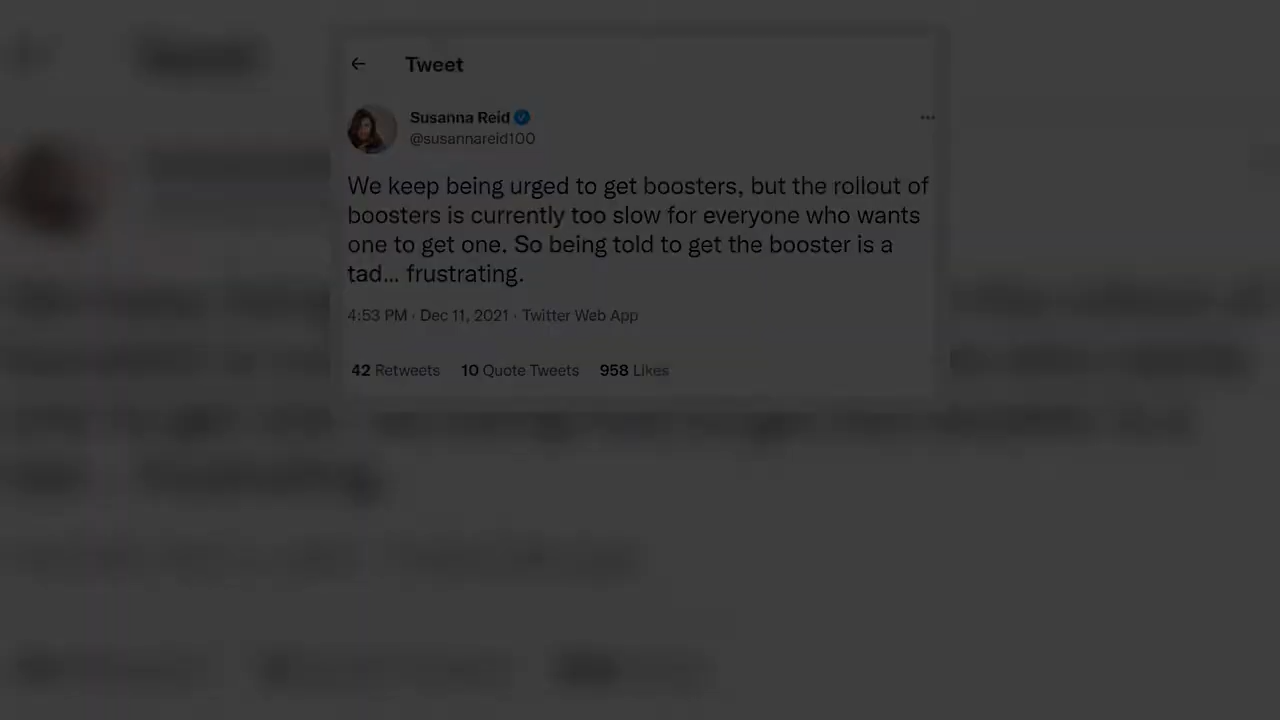 Tweet
Susanna Reid
@susannareid100
We keep being urged to get boosters, but the rollout of
boosters is currently too slow for everyone who wants
one to get one. So being told to get the booster is a
tad... frustrating.
4:53 PM · Dec 11, 2021 · Twitter Web App
42 Retweets 10 Quote Tweets 958 Likes